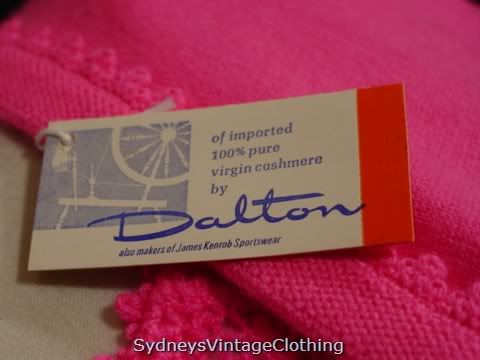 of imported
100% pure
virgin cashmere
by
Dalton
also makers of James Kenrob Sportswear
SydneysVintageClothing